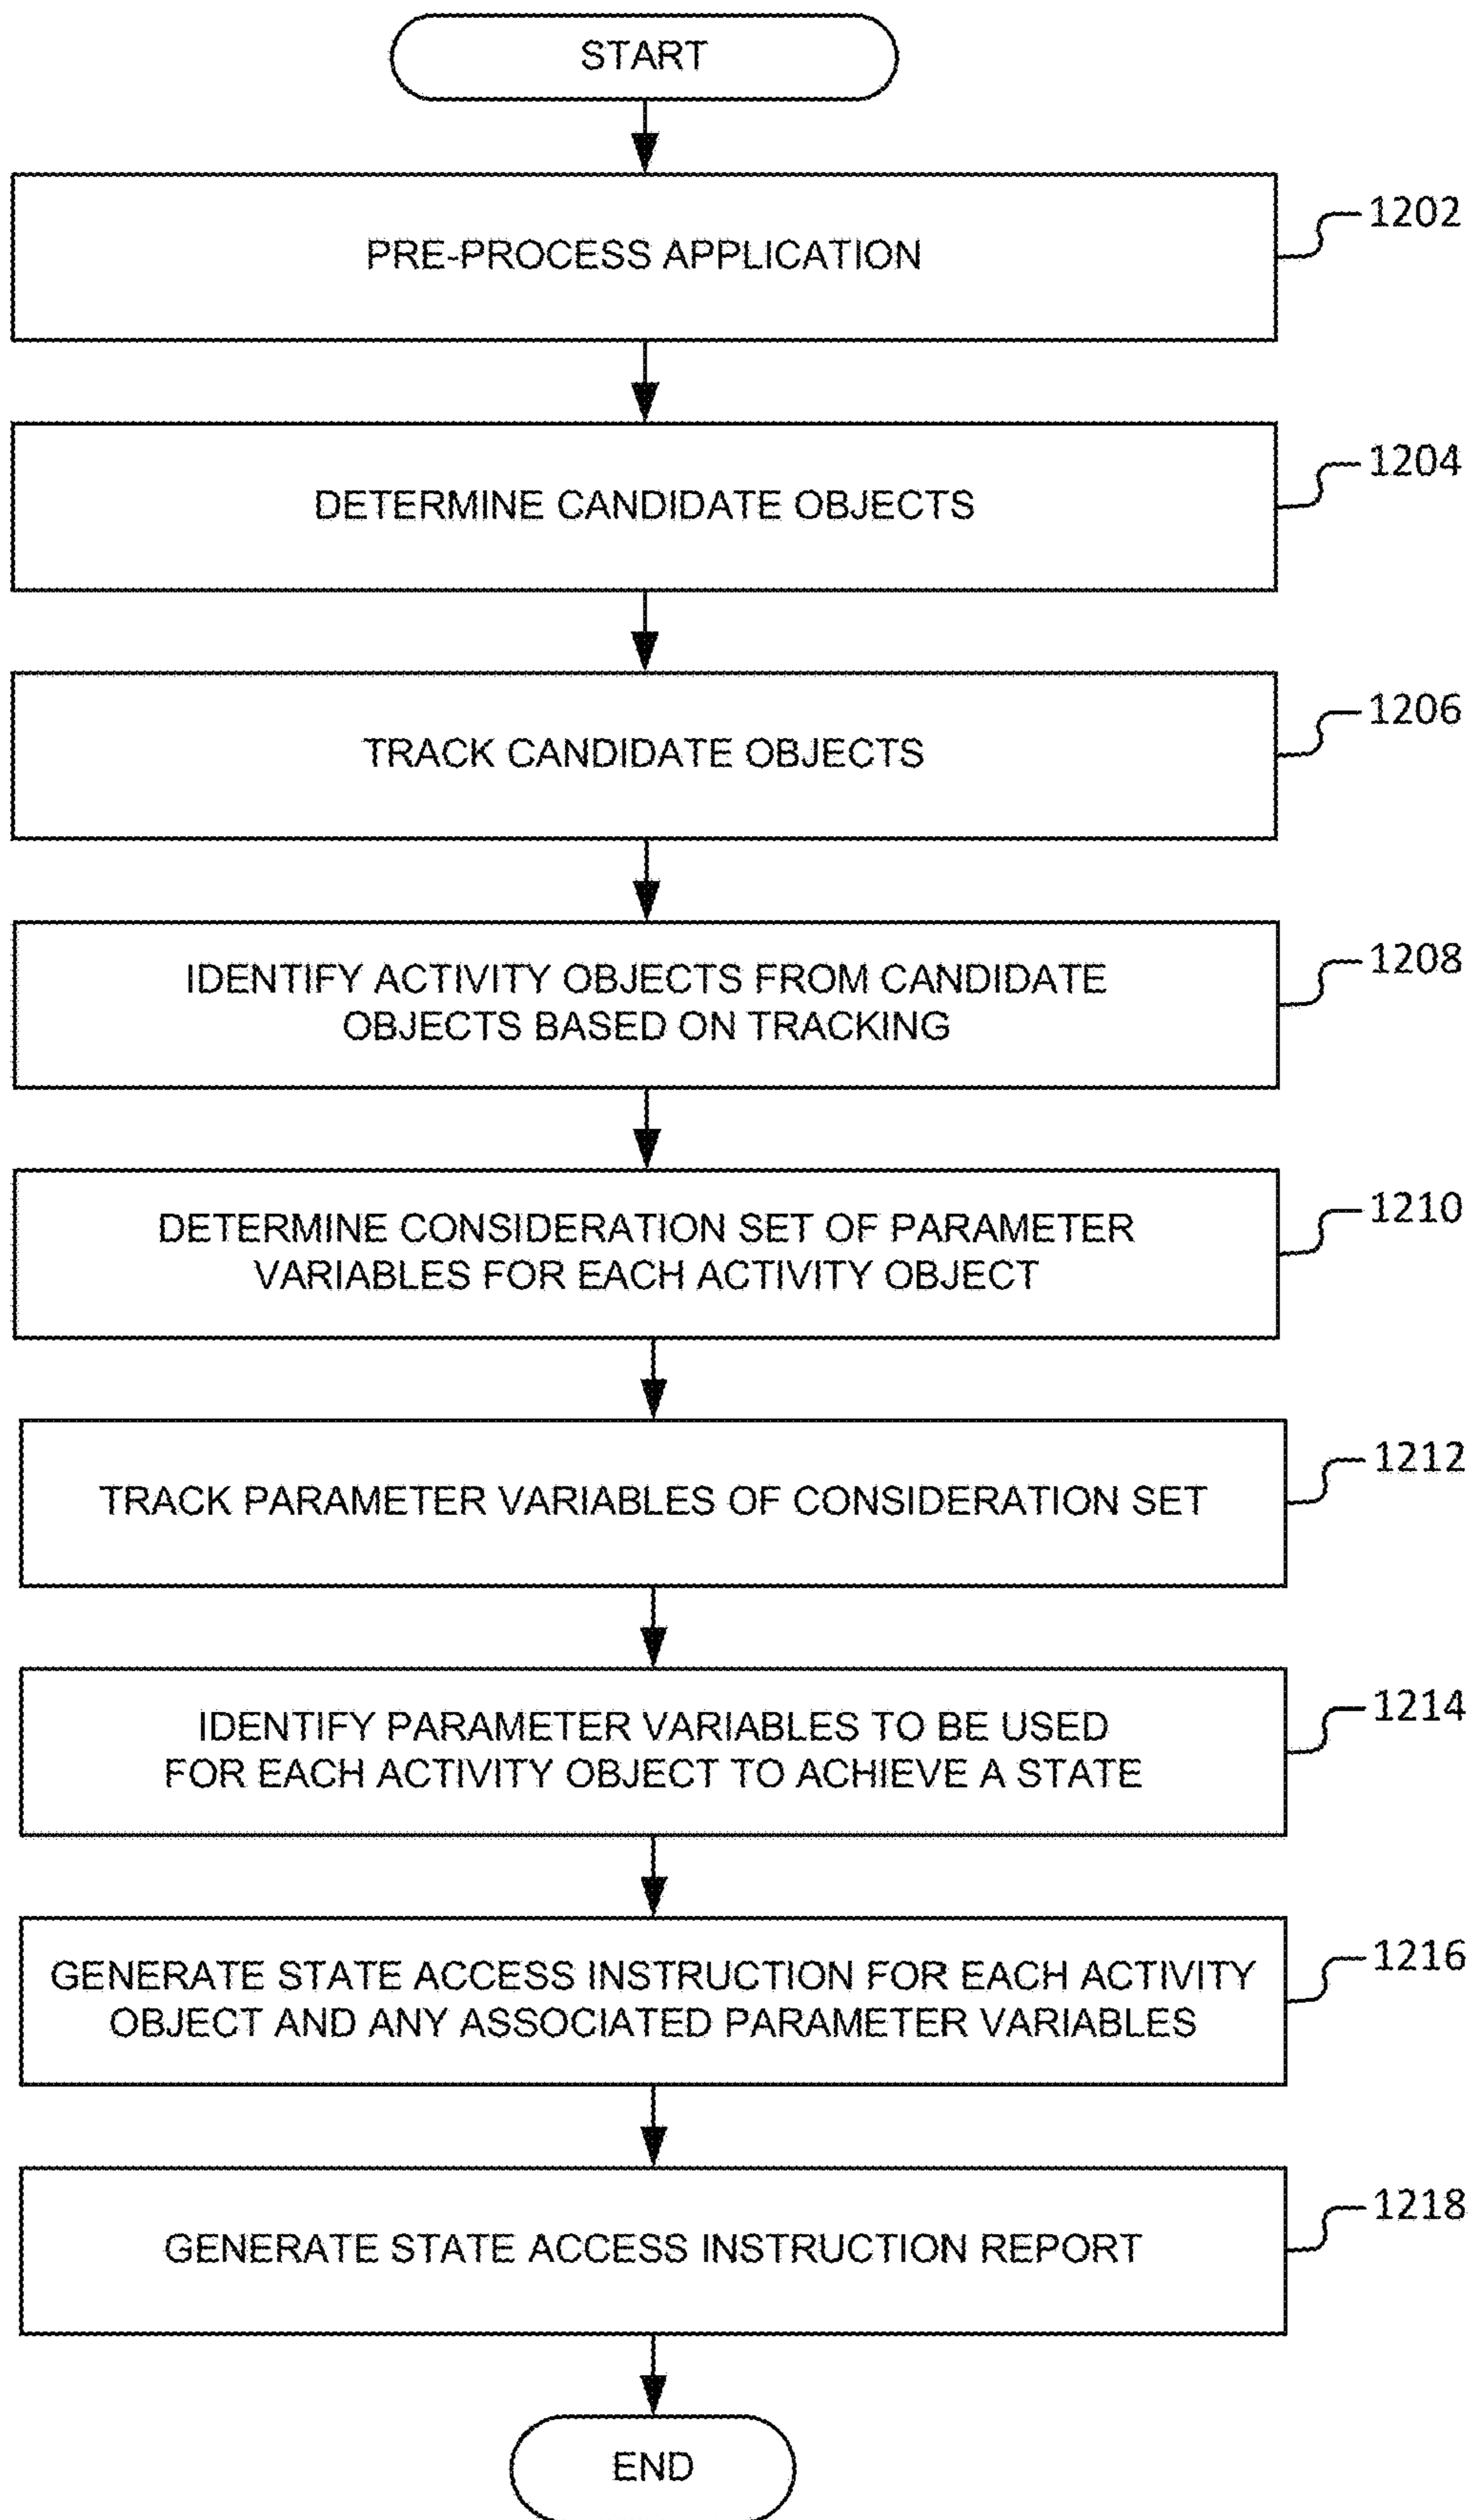 START
PRE-PROCESS APPLICATION
1202
DETERMINE CANDIDATE OBJECTS
1204
TRACK CANDIDATE OBJECTS
1206
IDENTIFY ACTIVITY OBJECTS FROM CANDIDATE
OBJECTS BASED ON TRACKING
1208
DETERMINE CONSIDERATION SET OF PARAMETER
VARIABLES FOR EACH ACTIVITY OBJECT
1210
TRACK PARAMETER VARIABLES OF CONSIDERATION SET
1212
IDENTIFY PARAMETER VARIABLES TO BE USED
FOR EACH ACTIVITY OBJECT TO ACHIEVE A STATE
1214
GENERATE STATE ACCESS INSTRUCTION FOR EACH ACTIVITY
OBJECT AND ANY ASSOCIATED PARAMETER VARIABLES
1216
GENERATE STATE ACCESS INSTRUCTION REPORT
1218
END